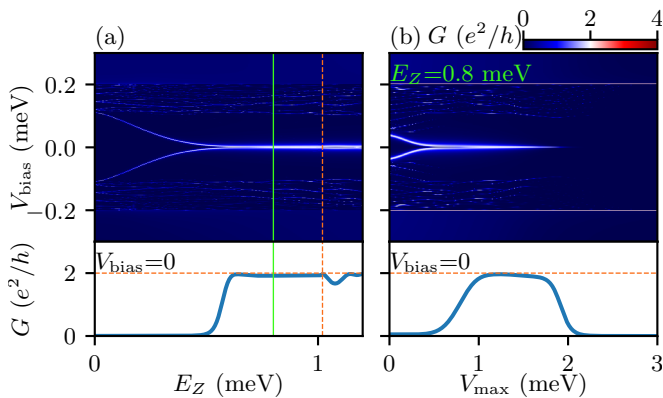 (a)
(b) G (e²/h)
0 2 4
E_Z=0.8 meV
V_bias (meV)
0.2
0.0
−0.2
V_bias=0
V_bias=0
G (e²/h)
2
0
0 1
E_Z (meV)
0 1 2 3
V_max (meV)